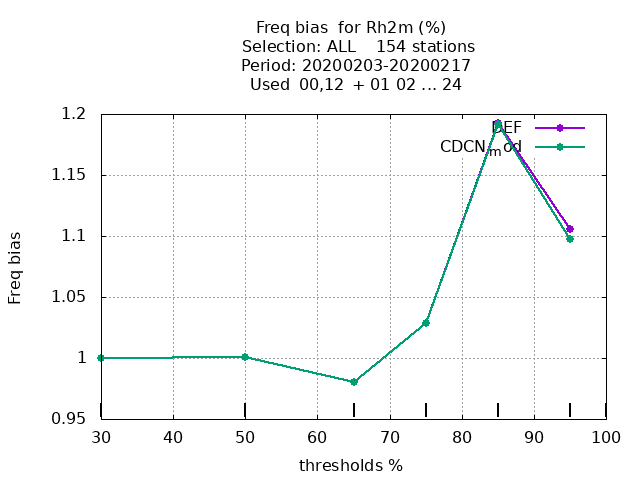 Freq bias  for Rh2m (%)
Selection: ALL    154 stations
Period: 20200203-20200217
Used  00,12  + 01 02 ... 24
1.2
1.15
1.1
1.05
1
0.95
Freq bias
DEF
CDCNmod
30 40 50 60 70 80 90 100
thresholds %